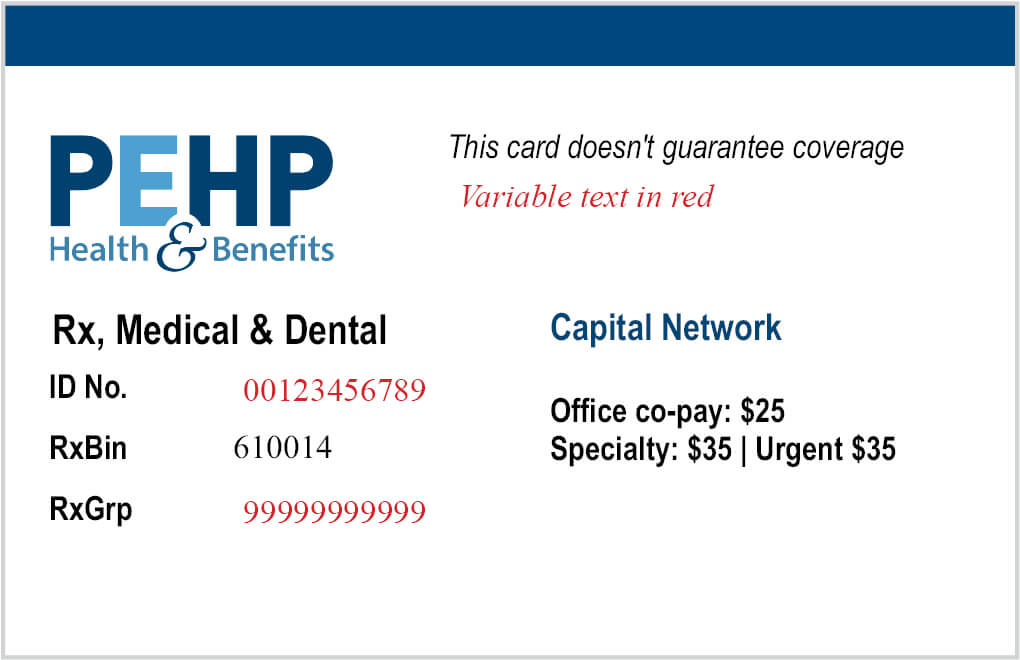 PEHP
Health & Benefits
This card doesn't guarantee coverage
Variable text in red
Rx, Medical & Dental
ID No. 00123456789
RxBin 610014
RxGrp 99999999999
Capital Network
Office co-pay: $25
Specialty: $35 | Urgent $35